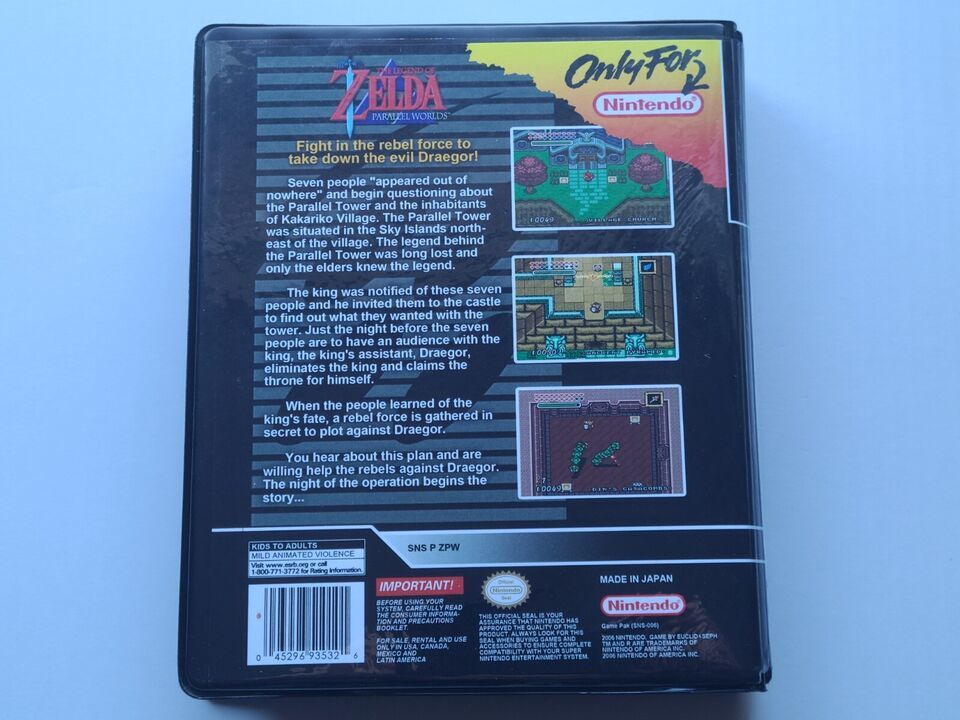 Only For
Nintendo®
THE LEGEND OF
ZELDA
PARALLEL WORLDS™
Fight in the rebel force to
take down the evil Draegor!
Seven people "appeared out of
nowhere" and begin questioning about
the Parallel Tower and the inhabitants
of Kakariko Village. The Parallel Tower
was situated in the Sky Islands north-
east of the village. The legend behind
the Parallel Tower was long lost and
only the elders knew the legend.
The king was notified of these seven
people and he invited them to the castle
to find out what they wanted with the
tower. Just the night before the seven
people are to have an audience with the
king, the king's assistant, Draegor,
eliminates the king and claims the
throne for himself.
When the people learned of the
king's fate, a rebel force is gathered in
secret to plot against Draegor.
You hear about this plan and are
willing help the rebels against Draegor.
The night of the operation begins the
story...
VILLAGE CHURCH
DIN'S CATACOMBS
KIDS TO ADULTS
MILD ANIMATED VIOLENCE
Visit www.esrb.org or call
1-800-771-3772 for Rating Information.
SNS P ZPW
0 45296 93532 6
IMPORTANT!
BEFORE USING YOUR
SYSTEM, CAREFULLY READ
THE CONSUMER INFORMA-
TION AND PRECAUTIONS
BOOKLET.
FOR SALE, RENTAL AND USE
ONLY IN USA, CANADA,
MEXICO AND
LATIN AMERICA
Official
Nintendo
Seal
THIS OFFICIAL SEAL IS YOUR
ASSURANCE THAT NINTENDO HAS
APPROVED THE QUALITY OF THIS
PRODUCT. ALWAYS LOOK FOR THIS
SEAL WHEN BUYING GAMES AND
ACCESSORIES TO ENSURE COMPLETE
COMPATIBILITY WITH YOUR SUPER
NINTENDO ENTERTAINMENT SYSTEM.
MADE IN JAPAN
Nintendo®
Game Pak (SNS-006)
2006 NINTENDO. GAME BY EUCLID&SEPH
TM AND R ARE TRADEMARKS OF
NINTENDO OF AMERICA INC.
2006 NINTENDO OF AMERICA INC.